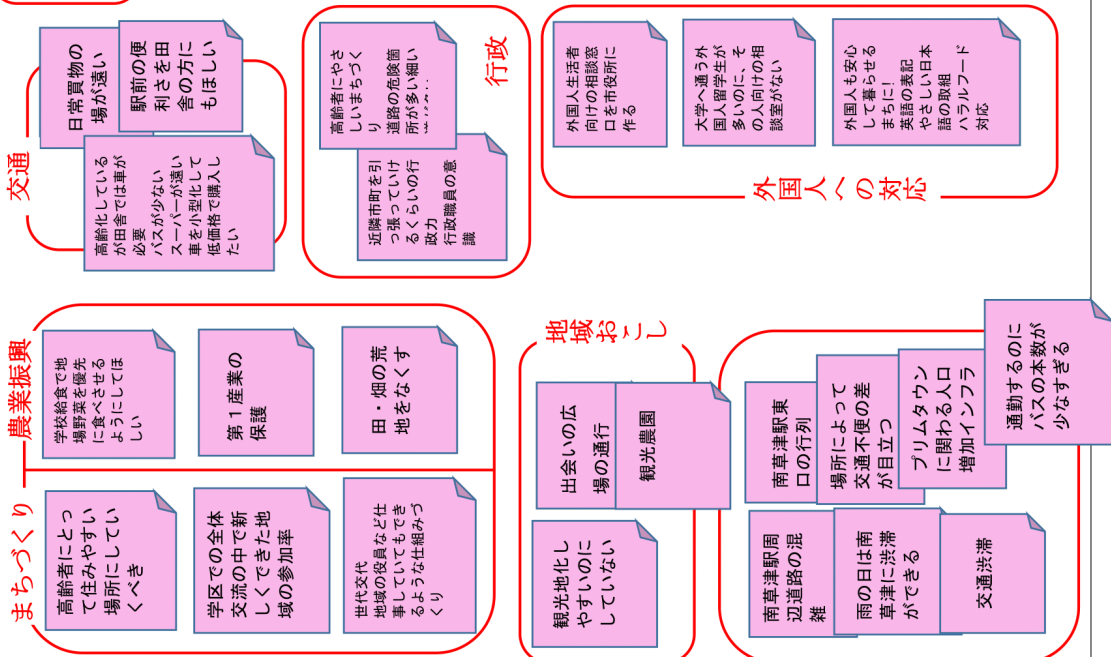 まちづくり
高齢者にとっ
て住みやすい
場所にしてい
くべき
学区での全体
交流の中で新
しくできた地
域の参加率
世代交代
地域の役員など仕
事していてもでき
るような仕組みづ
くり
農業振興
学校給食で地
場野菜を優先
に食べさせる
ようにしてほ
しい
第1産業の
保護
田・畑の荒
地をなくす
交通
高齢化している
が田舎では車が
必要
バスが少ない
スーパーが遠い
車を小型化して
低価格で購入し
たい
日常買物の
場が遠い
駅前の便
利さを田
舎の方に
もほしい
行政
高齢者にやさ
しいまちづく
り
道路の危険箇
所が多い細い
近隣市町を引
っ張っていけ
るくらいの行
政力
行政職員の意
識
外国人への対応
外国人生活者
向けの相談窓
口を市役所に
作る
大学へ通う外
国人留学生が
多いのに、そ
の人向けの相
談室がない
外国人も安心
して暮らせる
まちに!
英語の表記
やさしい日本
語の取組
ハラルフード
対応
地域おこし
観光地化し
やすいのに
していない
出会いの広
場の通行
観光農園
南草津駅周
辺道路の混
雑
雨の日は南
草津に渋滞
ができる
交通渋滞
南草津駅東
口の行列
場所によって
交通不便の差
が目立つ
プリムタウン
に関わる人口
増加インフラ
通勤するのに
バスの本数が
少なすぎる